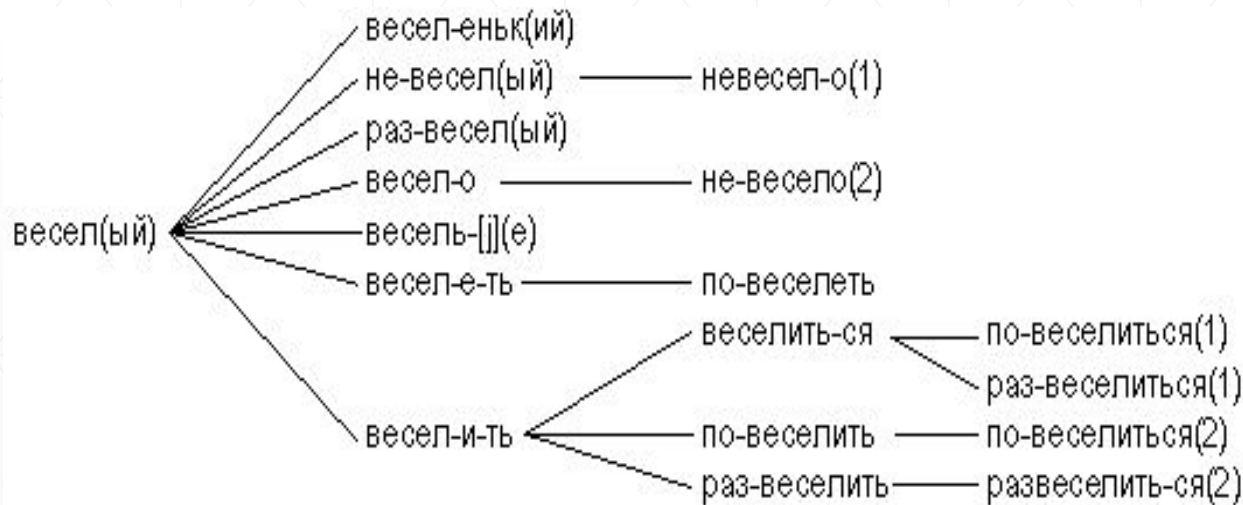 весел-еньк(ий)
не-весел(ый) невесел-о(1)
раз-весел(ый)
весел-о не-весело(2)
весел(ый) весель-[j](е)
весел-е-ть по-веселеть
веселить-ся по-веселиться(1)
раз-веселиться(1)
весел-и-ть по-веселить по-веселиться(2)
раз-веселить развеселить-ся(2)